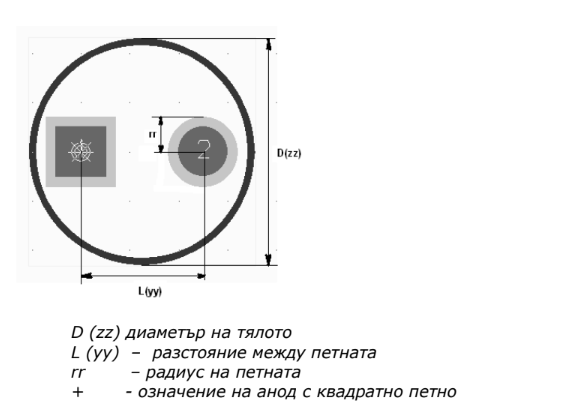 rr
2
D(zz)
L(yy)
D (zz) диаметър на тялото
L (yy) – разстояние между петната
rr – радиус на петната
+ - означение на анод с квадратно петно